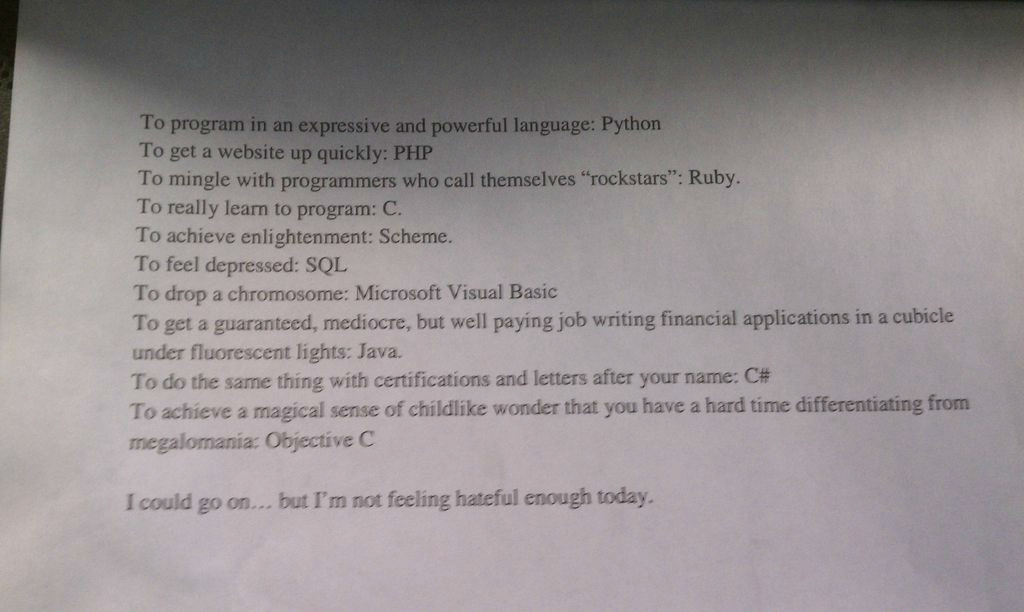 To program in an expressive and powerful language: Python
To get a website up quickly: PHP
To mingle with programmers who call themselves “rockstars”: Ruby.
To really learn to program: C.
To achieve enlightenment: Scheme.
To feel depressed: SQL
To drop a chromosome: Microsoft Visual Basic
To get a guaranteed, mediocre, but well paying job writing financial applications in a cubicle
under fluorescent lights: Java.
To do the same thing with certifications and letters after your name: C#
To achieve a magical sense of childlike wonder that you have a hard time differentiating from
megalomania: Objective C
I could go on... but I’m not feeling hateful enough today.